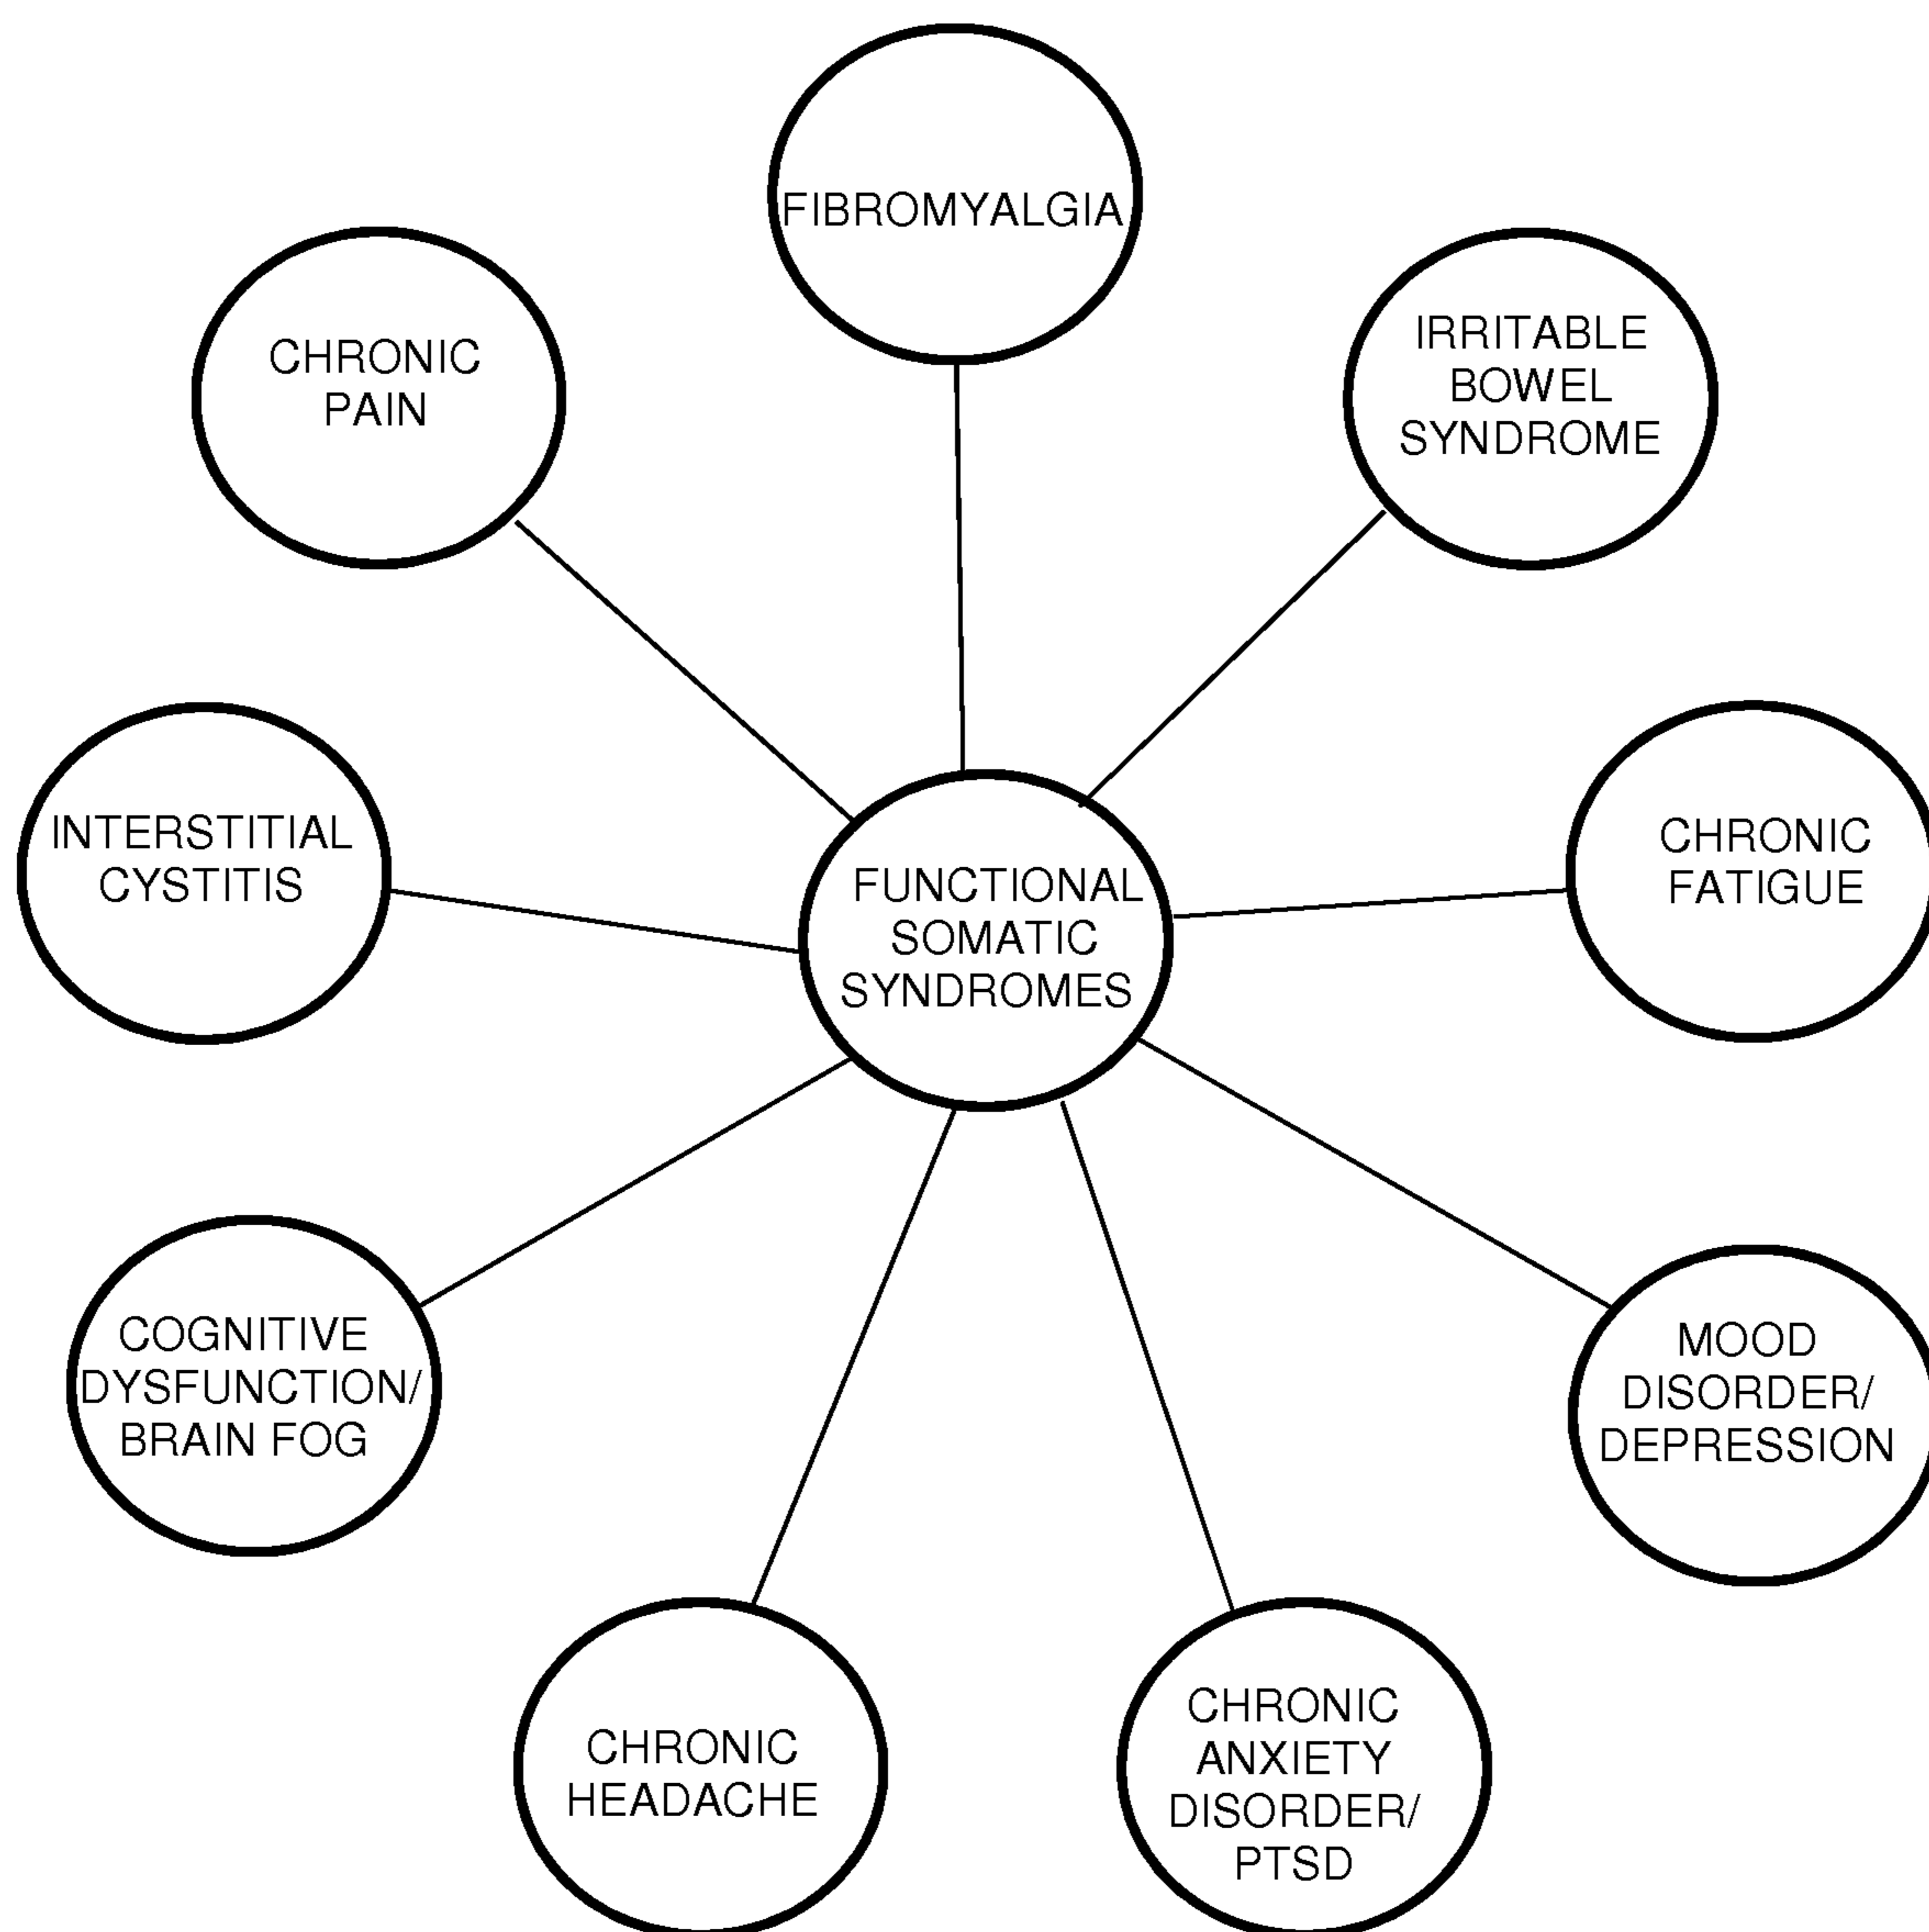 FIBROMYALGIA
CHRONIC
PAIN
IRRITABLE
BOWEL
SYNDROME
INTERSTITIAL
CYSTITIS
CHRONIC
FATIGUE
FUNCTIONAL
SOMATIC
SYNDROMES
COGNITIVE
DYSFUNCTION/
BRAIN FOG
MOOD
DISORDER/
DEPRESSION
CHRONIC
HEADACHE
CHRONIC
ANXIETY
DISORDER/
PTSD